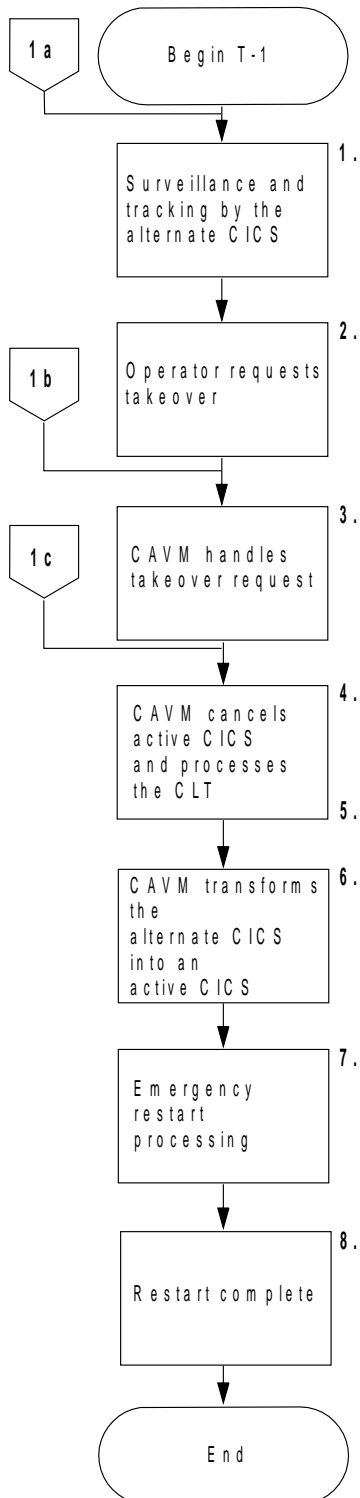 1a
Begin T-1
1.
Surveillance and
tracking by the
alternate CICS
2.
Operator requests
takeover
1b
3.
CAVM handles
takeover request
1c
4.
CAVM cancels
active CICS
and processes
the CLT
5.
6.
CAVM transforms
the
alternate CICS
into an
active CICS
7.
Emergency
restart
processing
8.
Restart complete
End